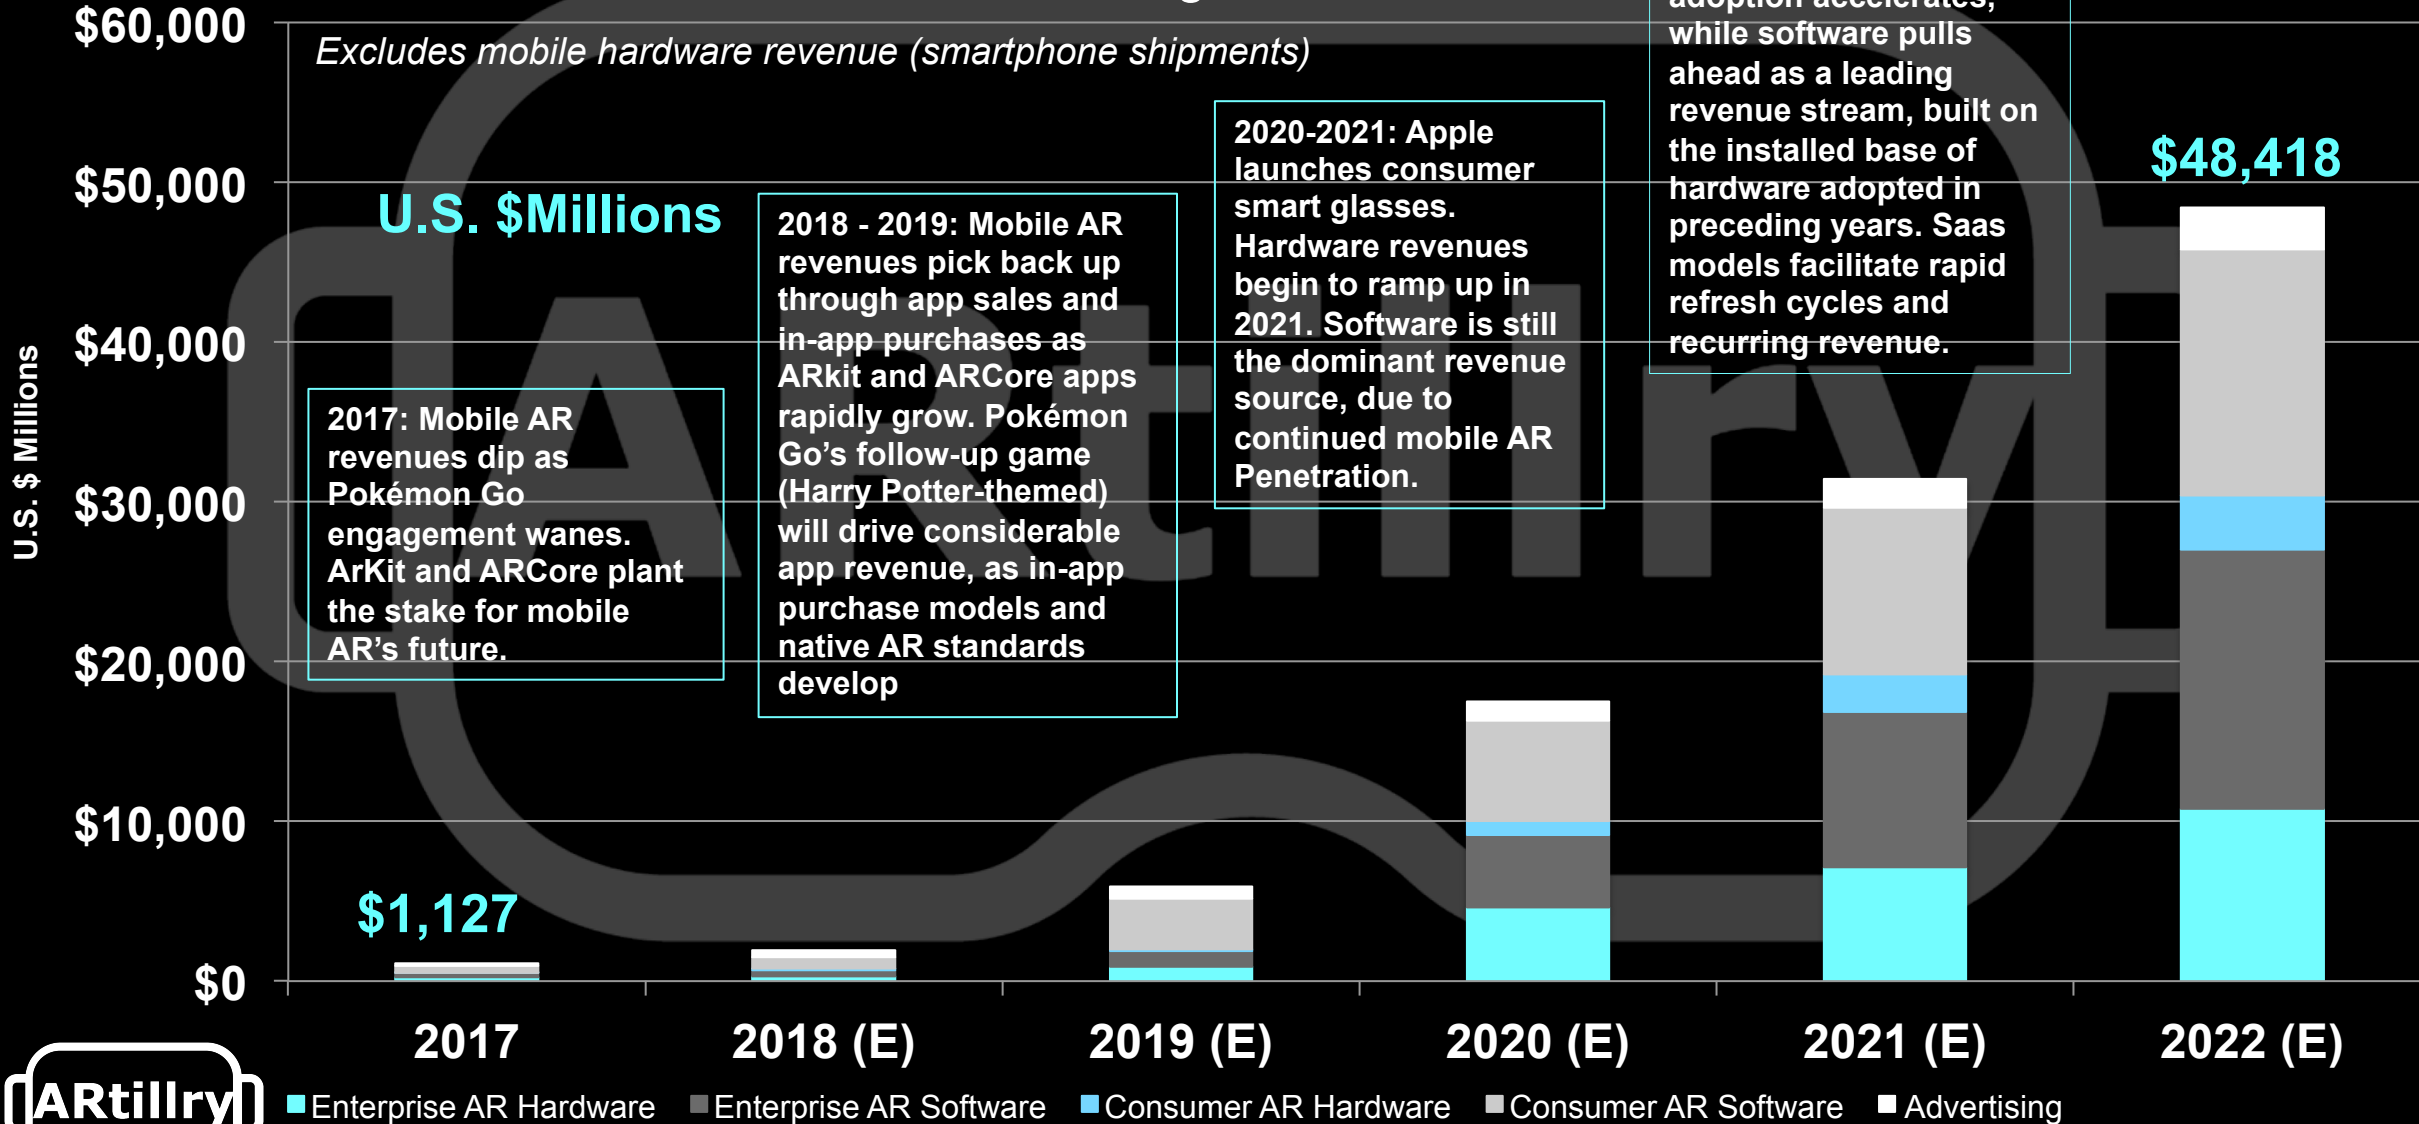 Excludes mobile hardware revenue (smartphone shipments)
U.S. $Millions
U.S. $ Millions
$60,000
$50,000
$40,000
$30,000
$20,000
$10,000
$0
2017: Mobile AR
revenues dip as
Pokémon Go
engagement wanes.
ArKit and ARCore plant
the stake for mobile
AR’s future.
2018 - 2019: Mobile AR
revenues pick back up
through app sales and
in-app purchases as
ARkit and ARCore apps
rapidly grow. Pokémon
Go’s follow-up game
(Harry Potter-themed)
will drive considerable
app revenue, as in-app
purchase models and
native AR standards
develop
2020-2021: Apple
launches consumer
smart glasses.
Hardware revenues
begin to ramp up in
2021. Software is still
the dominant revenue
source, due to
continued mobile AR
Penetration.
adoption accelerates,
while software pulls
ahead as a leading
revenue stream, built on
the installed base of
hardware adopted in
preceding years. Saas
models facilitate rapid
refresh cycles and
recurring revenue.
$1,127
$48,418
ARtillry
2017
2018 (E)
2019 (E)
2020 (E)
2021 (E)
2022 (E)
ARtillry
Enterprise AR Hardware
Enterprise AR Software
Consumer AR Hardware
Consumer AR Software
Advertising